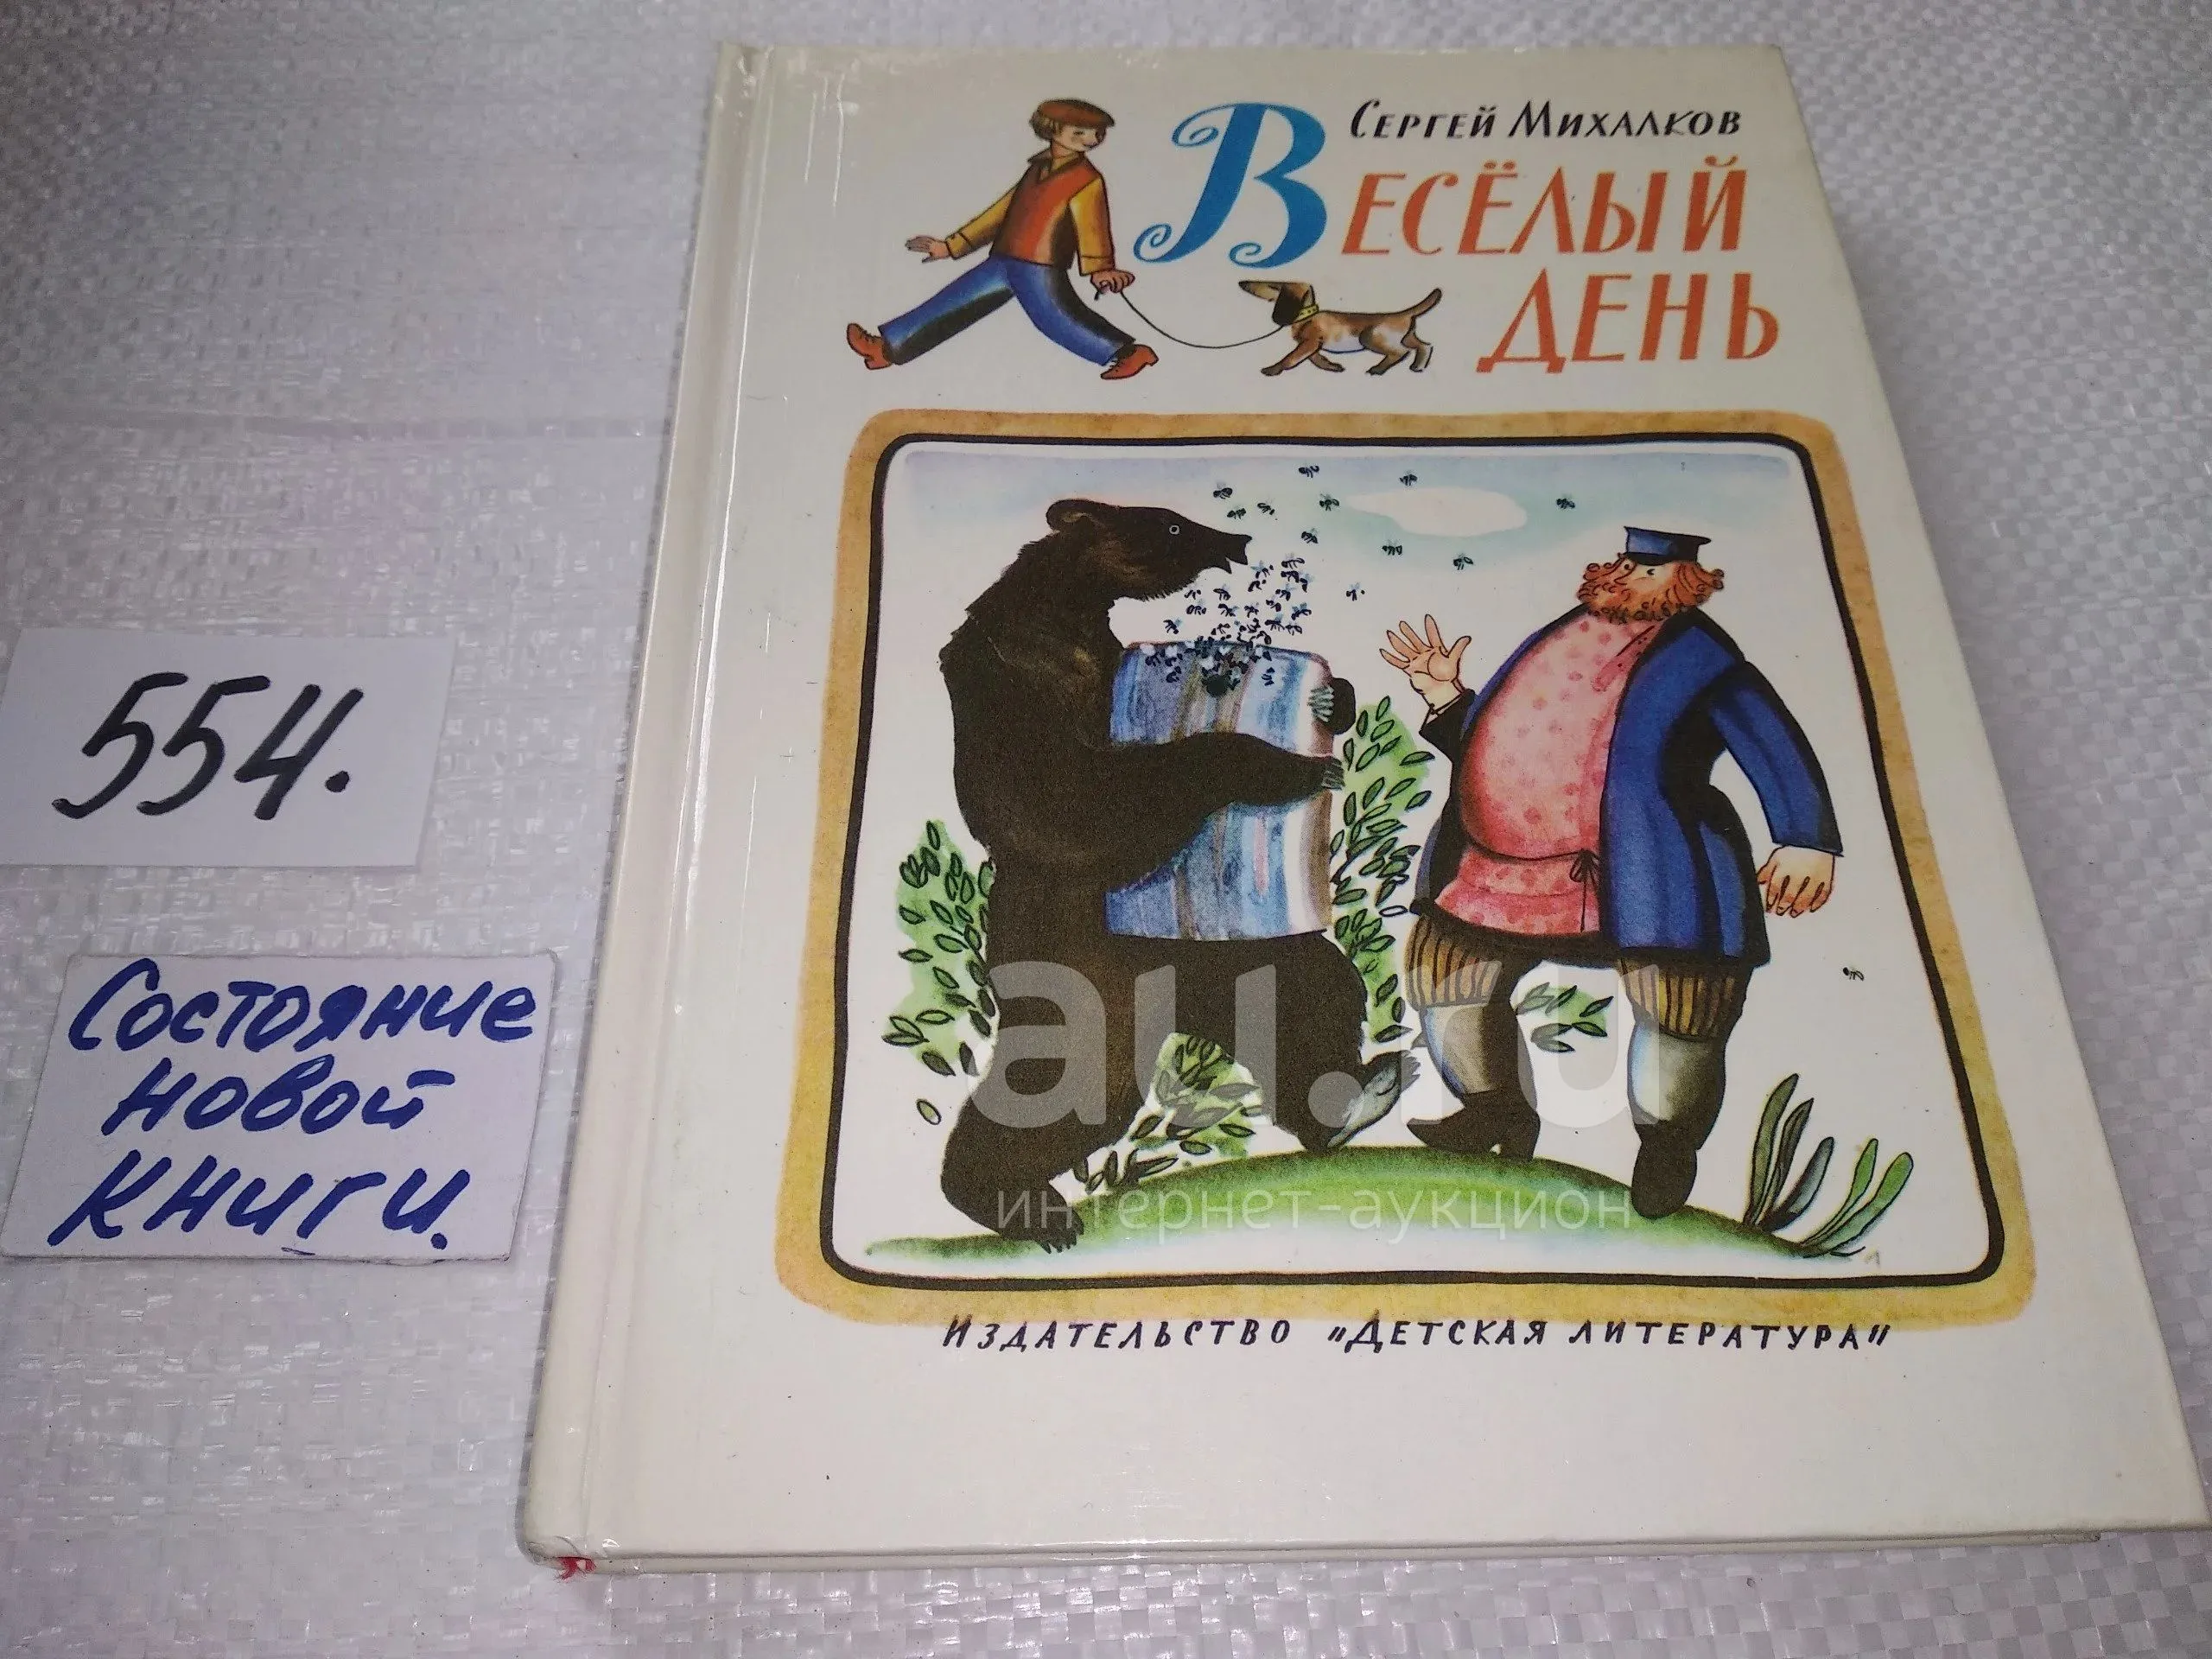 Сергей Михалков
Весёлый
день
554.
Состояние
новой
книги.
au.ru
интернет-аукцион
Издательство "Детская литература"